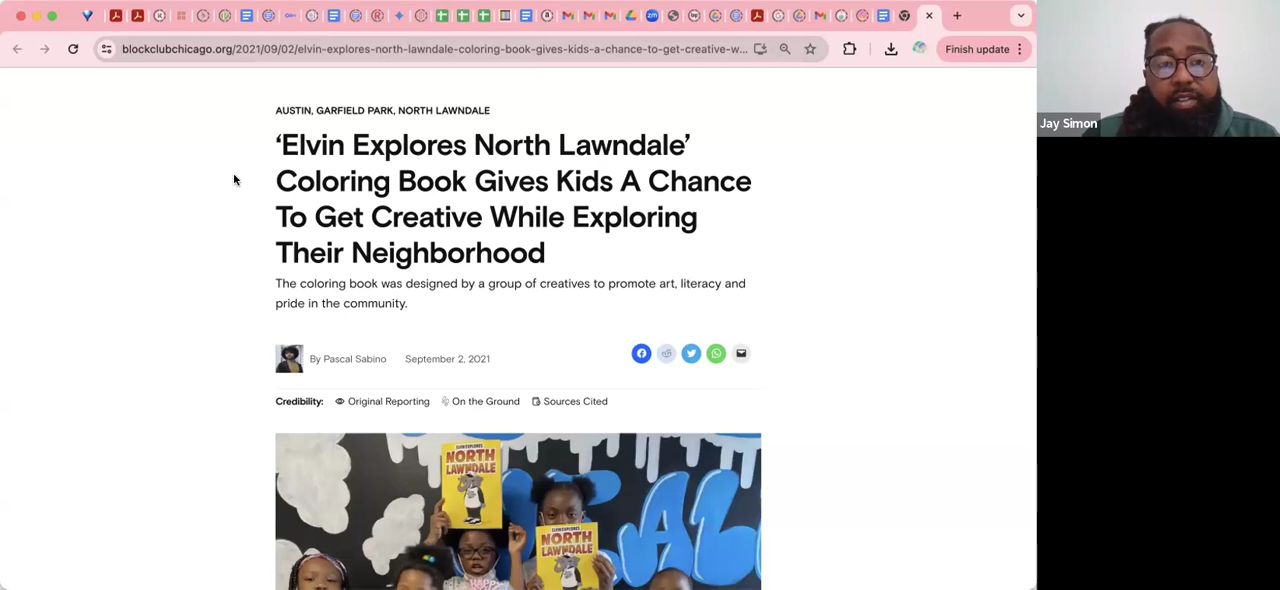 blockclubchicago.org/2021/09/02/elvin-explores-north-lawndale-coloring-book-gives-kids-a-chance-to-get-creative-w...
Finish update
Jay Simon
AUSTIN, GARFIELD PARK, NORTH LAWNDALE
‘Elvin Explores North Lawndale’
Coloring Book Gives Kids A Chance
To Get Creative While Exploring
Their Neighborhood
The coloring book was designed by a group of creatives to promote art, literacy and
pride in the community.
By Pascal Sabino
September 2, 2021
Credibility:
Original Reporting
On the Ground
Sources Cited
ELVIN EXPLORES
NORTH
LAWNDALE
ELVIN EXPLORES
NORTH
LAWNDALE